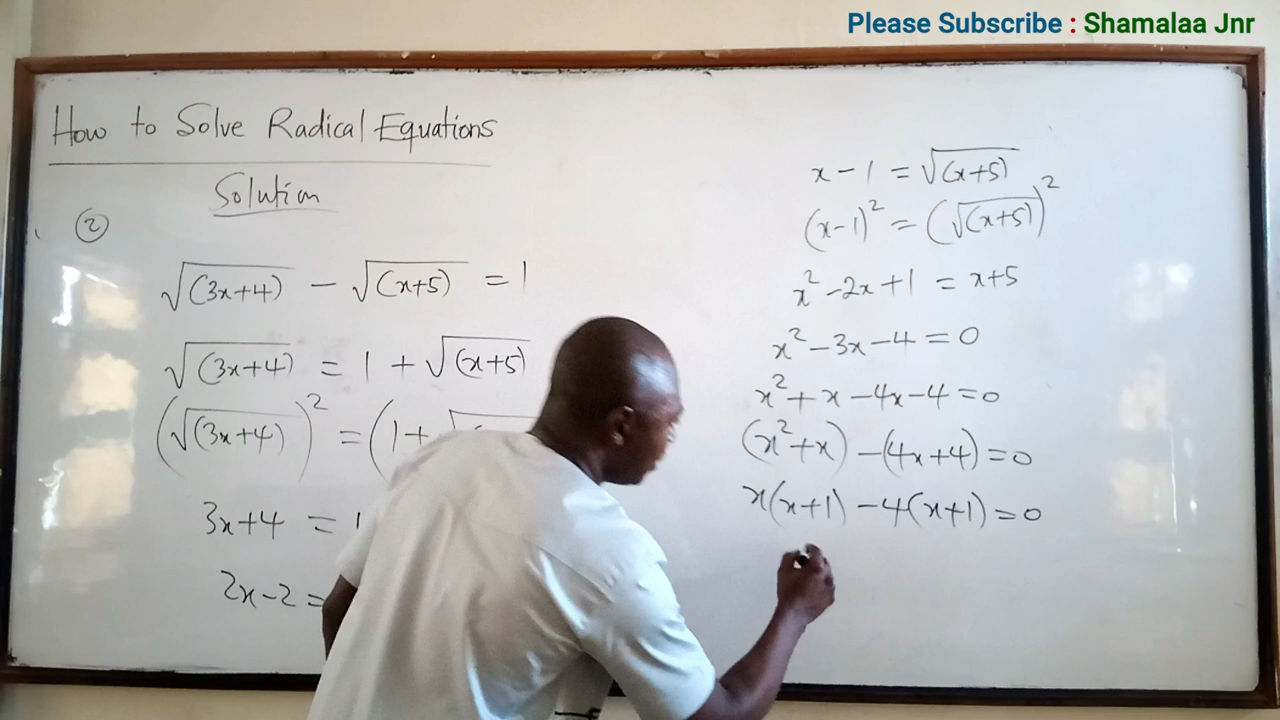 Please Subscribe : Shamalaa Jnr
How to Solve Radical Equations
Solution
②
√(3x+4) − √(x+5) = 1
√(3x+4) = 1 + √(x+5)
(√(3x+4))² = (1+ √
3x+4 = 1
2x−2 =
x − 1 = √(x+5)
(x−1)² = (√(x+5))²
x² −2x + 1 = x+5
x² − 3x − 4 = 0
x² + x − 4x − 4 = 0
(x² + x) − (4x + 4) = 0
x(x+1) − 4(x+1) = 0